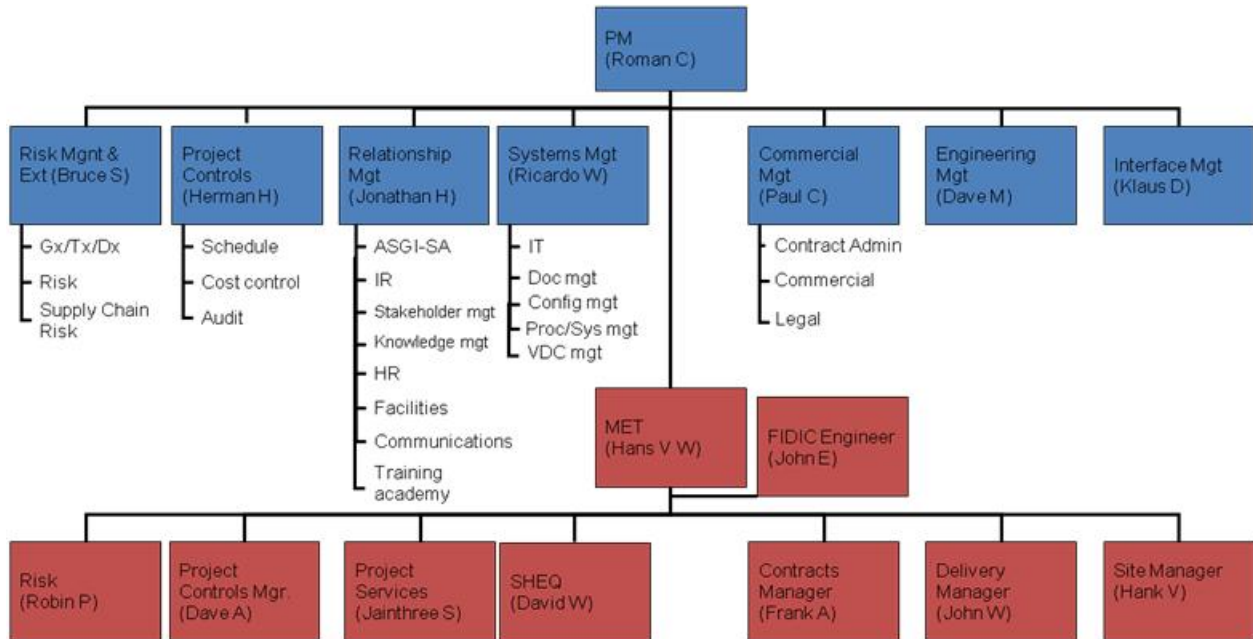 PM
(Roman C)
Risk Mgnt &
Ext (Bruce S)
Project
Controls
(Herman H)
Relationship
Mgt
(Jonathan H)
Systems Mgt
(Ricardo W)
Commercial
Mgt
(Paul C)
Engineering
Mgt
(Dave M)
Interface Mgt
(Klaus D)
Gx/Tx/Dx
Risk
Supply Chain
Risk
Schedule
Cost control
Audit
ASGI-SA
IR
Stakeholder mgt
Knowledge mgt
HR
Facilities
Communications
Training
academy
IT
Doc mgt
Config mgt
Proc/Sys mgt
VDC mgt
Contract Admin
Commercial
Legal
MET
(Hans V W)
FIDIC Engineer
(John E)
Risk
(Robin P)
Project
Controls Mgr.
(Dave A)
Project
Services
(Jainthree S)
SHEQ
(David W)
Contracts
Manager
(Frank A)
Delivery
Manager
(John W)
Site Manager
(Hank V)